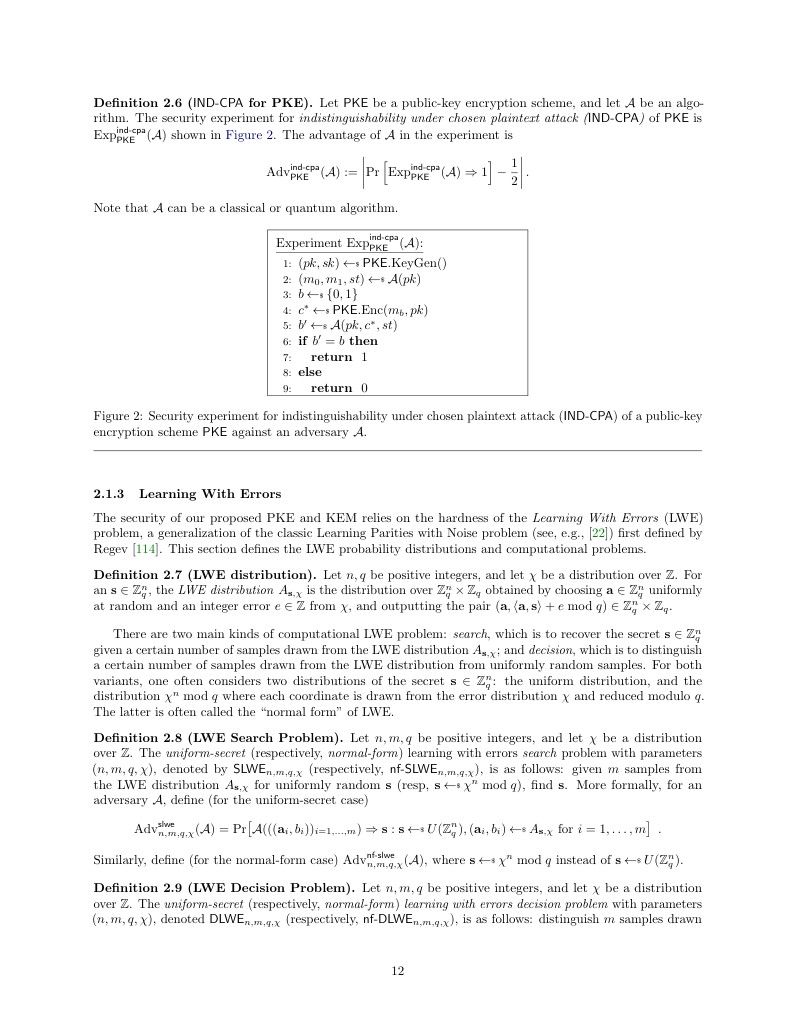 Definition 2.6 (IND-CPA for PKE). Let PKE be a public-key encryption scheme, and let 𝒜 be an algo-
rithm. The security experiment for indistinguishability under chosen plaintext attack (IND-CPA) of PKE is
Exp^{ind-cpa}_{PKE}(𝒜) shown in Figure 2. The advantage of 𝒜 in the experiment is
Adv^{ind-cpa}_{PKE}(𝒜) := |Pr [Exp^{ind-cpa}_{PKE}(𝒜) ⇒ 1] − 1/2| .
Note that 𝒜 can be a classical or quantum algorithm.
Experiment Exp^{ind-cpa}_{PKE}(𝒜):
1: (pk, sk) ←$ PKE.KeyGen()
2: (m_0, m_1, st) ←$ 𝒜(pk)
3: b ←$ {0, 1}
4: c* ←$ PKE.Enc(m_b, pk)
5: b′ ←$ 𝒜(pk, c*, st)
6: if b′ = b then
7: return 1
8: else
9: return 0
Figure 2: Security experiment for indistinguishability under chosen plaintext attack (IND-CPA) of a public-key
encryption scheme PKE against an adversary 𝒜.
2.1.3 Learning With Errors
The security of our proposed PKE and KEM relies on the hardness of the Learning With Errors (LWE)
problem, a generalization of the classic Learning Parities with Noise problem (see, e.g., [22]) first defined by
Regev [114]. This section defines the LWE probability distributions and computational problems.
Definition 2.7 (LWE distribution). Let n, q be positive integers, and let χ be a distribution over ℤ. For
an s ∈ ℤ_q^n, the LWE distribution A_{s,χ} is the distribution over ℤ_q^n × ℤ_q obtained by choosing a ∈ ℤ_q^n uniformly
at random and an integer error e ∈ ℤ from χ, and outputting the pair (a, ⟨a, s⟩ + e mod q) ∈ ℤ_q^n × ℤ_q.
There are two main kinds of computational LWE problem: search, which is to recover the secret s ∈ ℤ_q^n
given a certain number of samples drawn from the LWE distribution A_{s,χ}; and decision, which is to distinguish
a certain number of samples drawn from the LWE distribution from uniformly random samples. For both
variants, one often considers two distributions of the secret s ∈ ℤ_q^n: the uniform distribution, and the
distribution χ^n mod q where each coordinate is drawn from the error distribution χ and reduced modulo q.
The latter is often called the “normal form” of LWE.
Definition 2.8 (LWE Search Problem). Let n, m, q be positive integers, and let χ be a distribution
over ℤ. The uniform-secret (respectively, normal-form) learning with errors search problem with parameters
(n, m, q, χ), denoted by SLWE_{n,m,q,χ} (respectively, nf-SLWE_{n,m,q,χ}), is as follows: given m samples from
the LWE distribution A_{s,χ} for uniformly random s (resp, s ←$ χ^n mod q), find s. More formally, for an
adversary 𝒜, define (for the uniform-secret case)
Adv^{slwe}_{n,m,q,χ}(𝒜) = Pr[𝒜(((a_i, b_i))_{i=1,...,m}) ⇒ s : s ←$ U(ℤ_q^n), (a_i, b_i) ←$ A_{s,χ} for i = 1, . . . , m] .
Similarly, define (for the normal-form case) Adv^{nf-slwe}_{n,m,q,χ}(𝒜), where s ←$ χ^n mod q instead of s ←$ U(ℤ_q^n).
Definition 2.9 (LWE Decision Problem). Let n, m, q be positive integers, and let χ be a distribution
over ℤ. The uniform-secret (respectively, normal-form) learning with errors decision problem with parameters
(n, m, q, χ), denoted DLWE_{n,m,q,χ} (respectively, nf-DLWE_{n,m,q,χ}), is as follows: distinguish m samples drawn
12